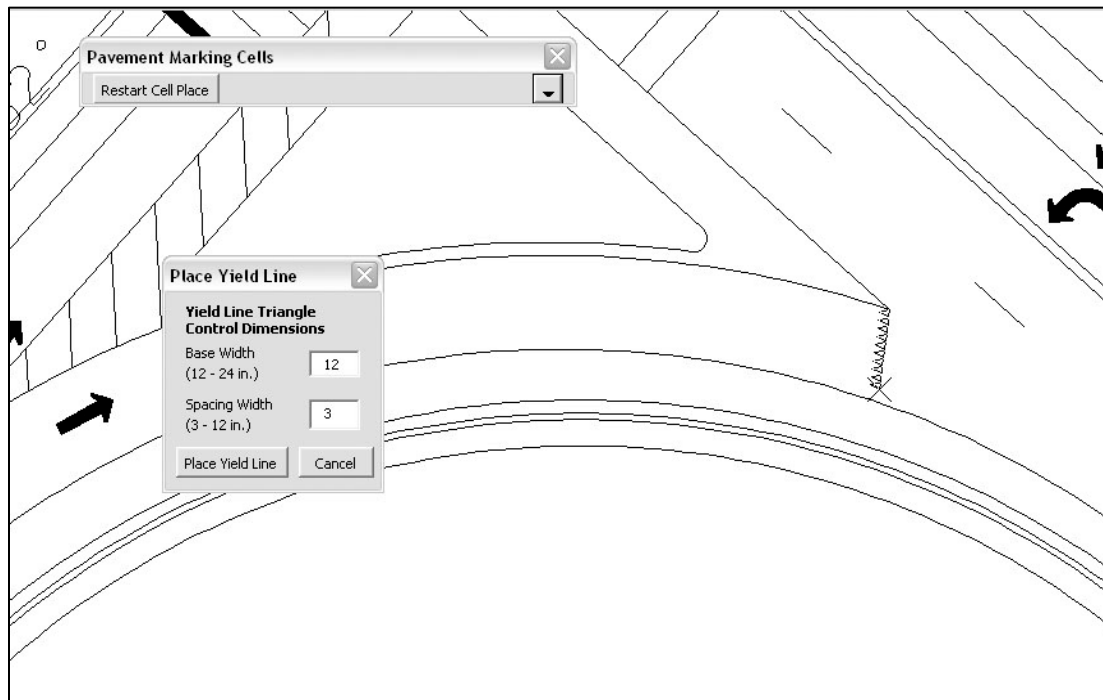 Pavement Marking Cells
Restart Cell Place
Place Yield Line
Yield Line Triangle
Control Dimensions
Base Width
(12 - 24 in.)
12
Spacing Width
(3 - 12 in.)
3
Place Yield Line
Cancel